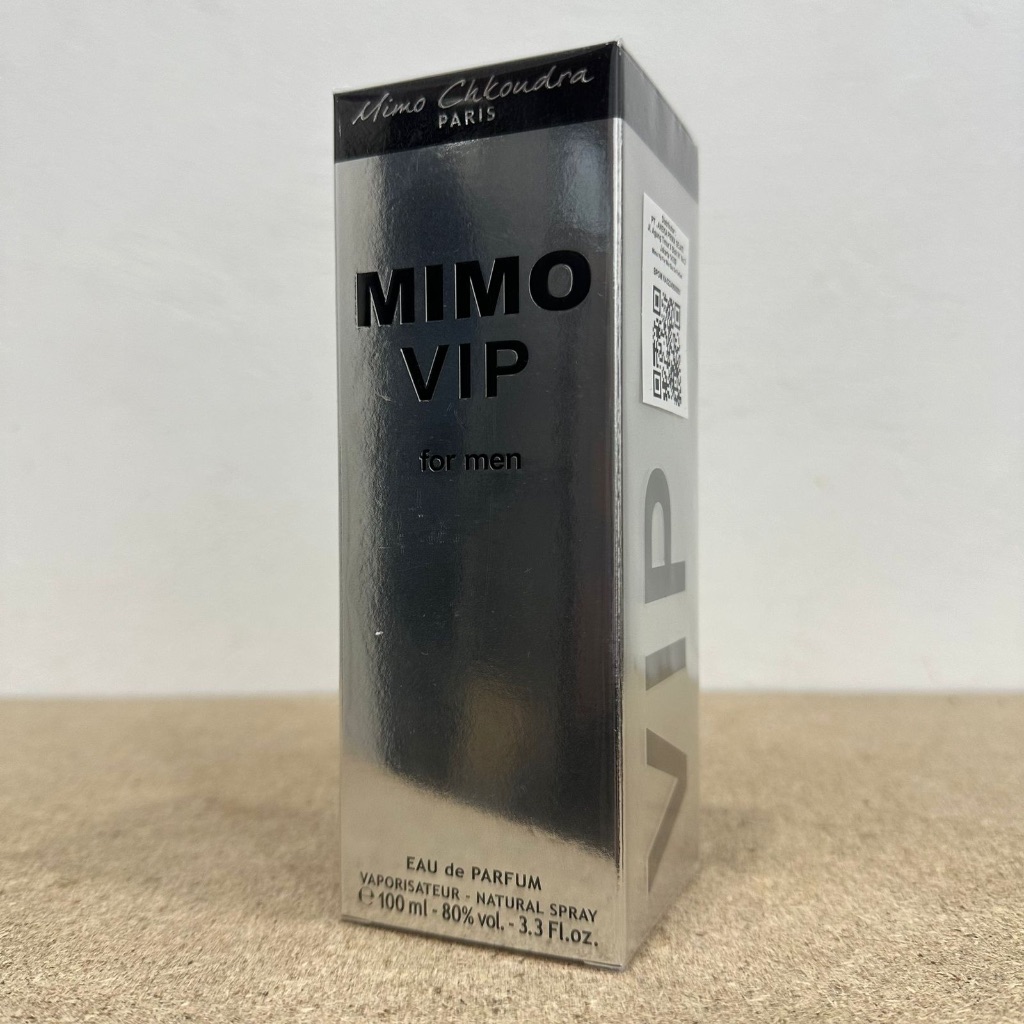 Mimo Chkoudra
PARIS
MIMO
VIP
for men
EAU de PARFUM
VAPORISATEUR - NATURAL SPRAY
℮ 100 ml - 80% vol. - 3.3 Fl.oz.
VIP